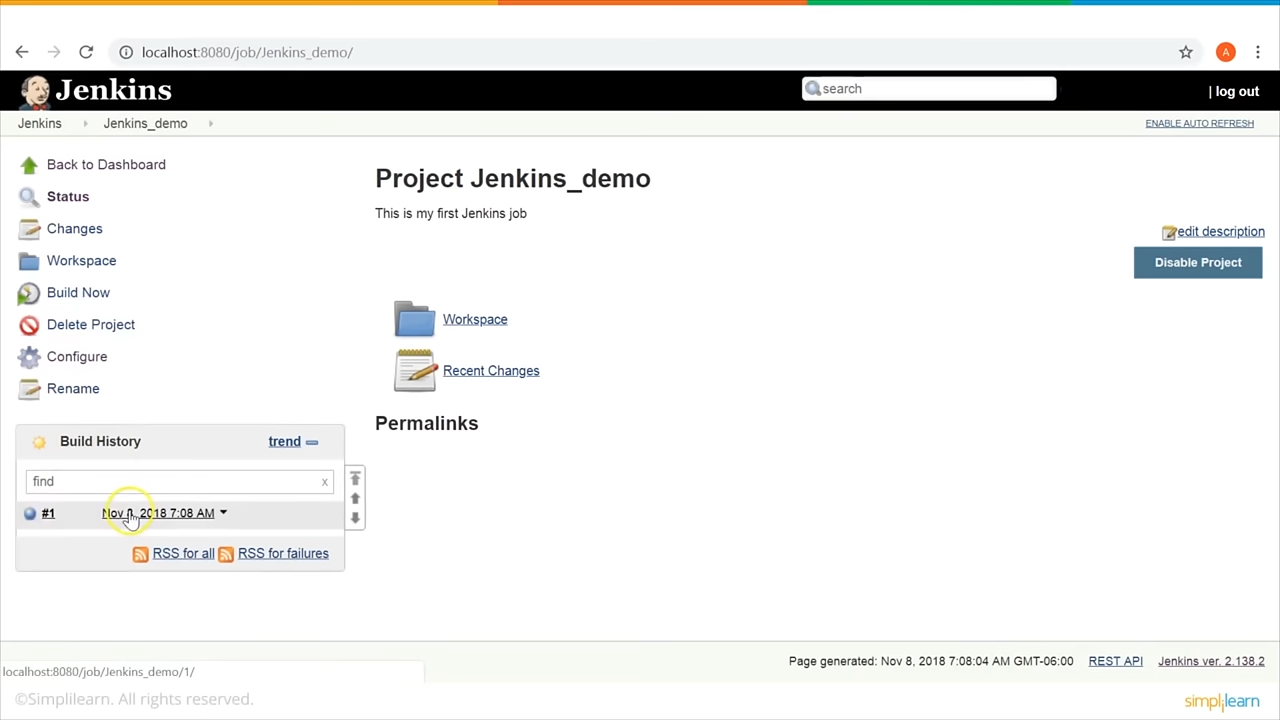 localhost:8080/job/Jenkins_demo/
A
Jenkins
search
| log out
Jenkins
Jenkins_demo
ENABLE AUTO REFRESH
Back to Dashboard
Status
Changes
Workspace
Build Now
Delete Project
Configure
Rename
Project Jenkins_demo
This is my first Jenkins job
edit description
Disable Project
Workspace
Recent Changes
Permalinks
Build History
trend
find
x
#1
Nov 8, 2018 7:08 AM
RSS for all
RSS for failures
Page generated: Nov 8, 2018 7:08:04 AM GMT-06:00
REST API
Jenkins ver. 2.138.2
localhost:8080/job/Jenkins_demo/1/
©Simplilearn. All rights reserved.
simplilearn